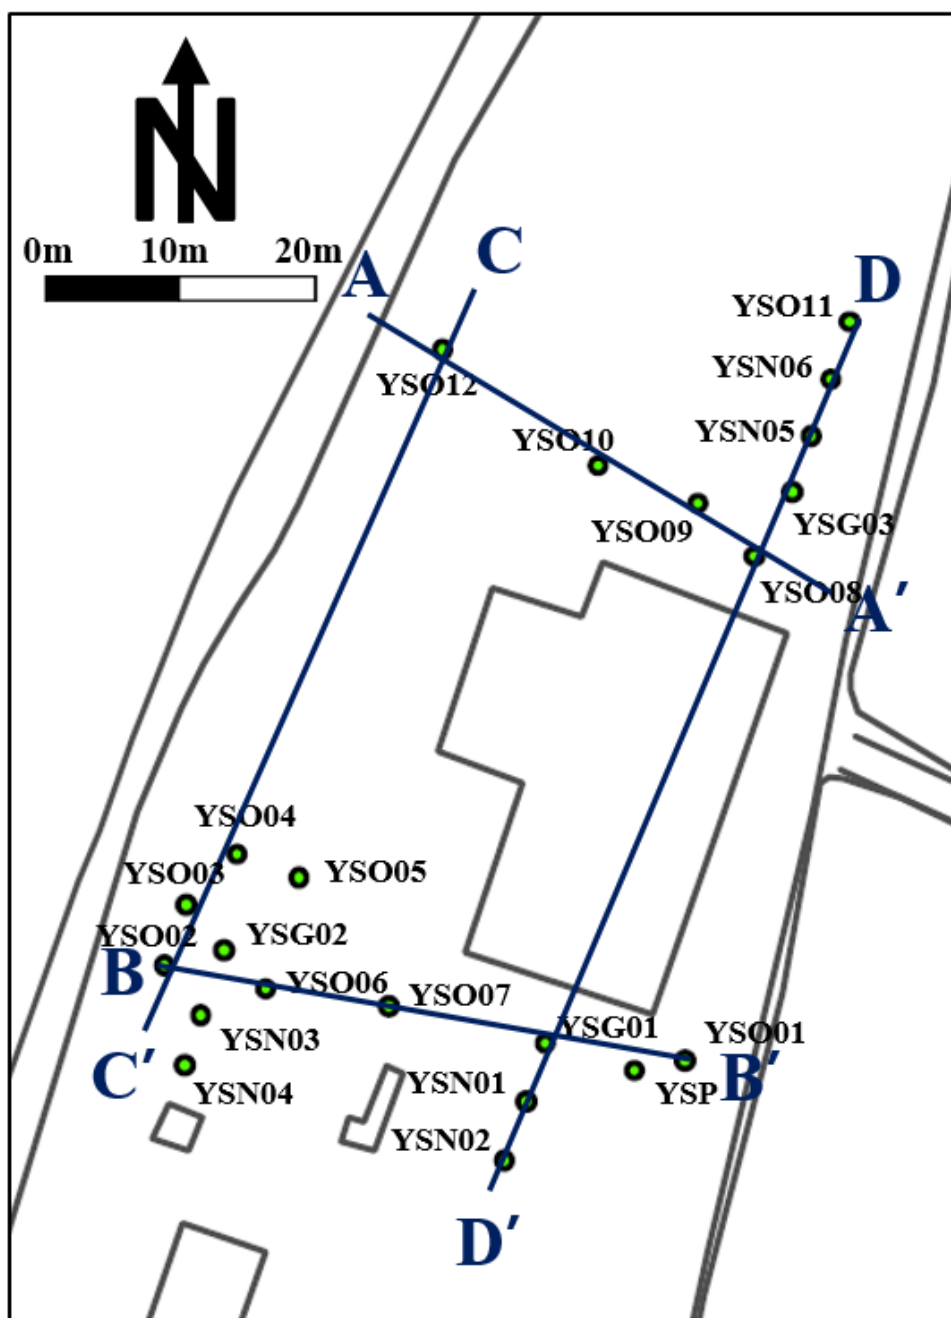 N
0m 10m 20m
C
A
D
YSO11
YSO12
YSN06
YSO10
YSN05
YSO09
YSG03
YSO08
A′
YSO04
YSO03
YSO05
YSO02
YSG02
B
YSO06
YSO07
YSN03
YSG01
YSO01
C′
YSN04
YSN01
YSP
B′
YSN02
D′